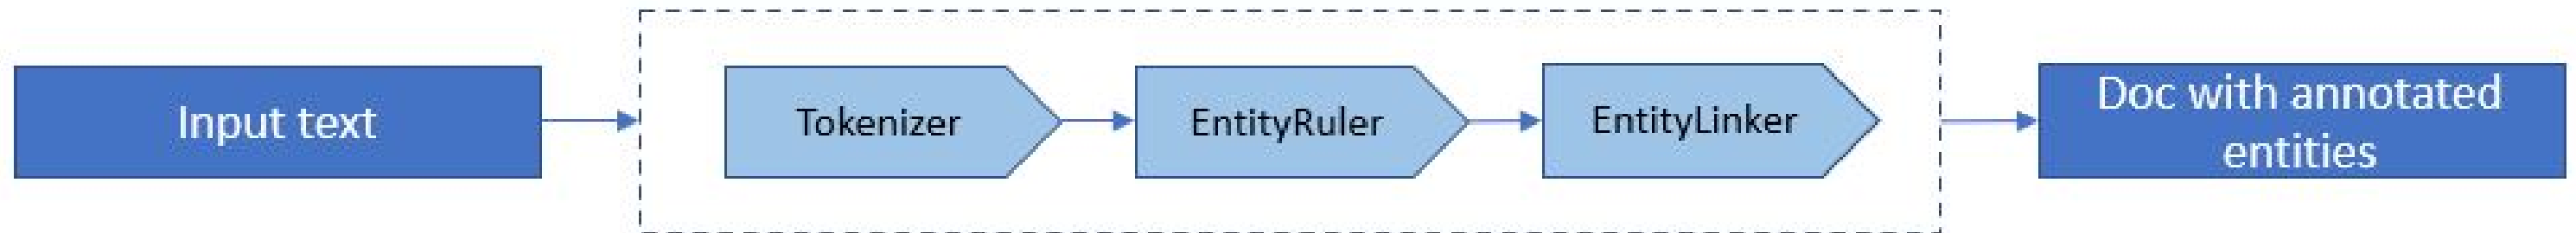 Input text
Tokenizer
EntityRuler
EntityLinker
Doc with annotated
entities